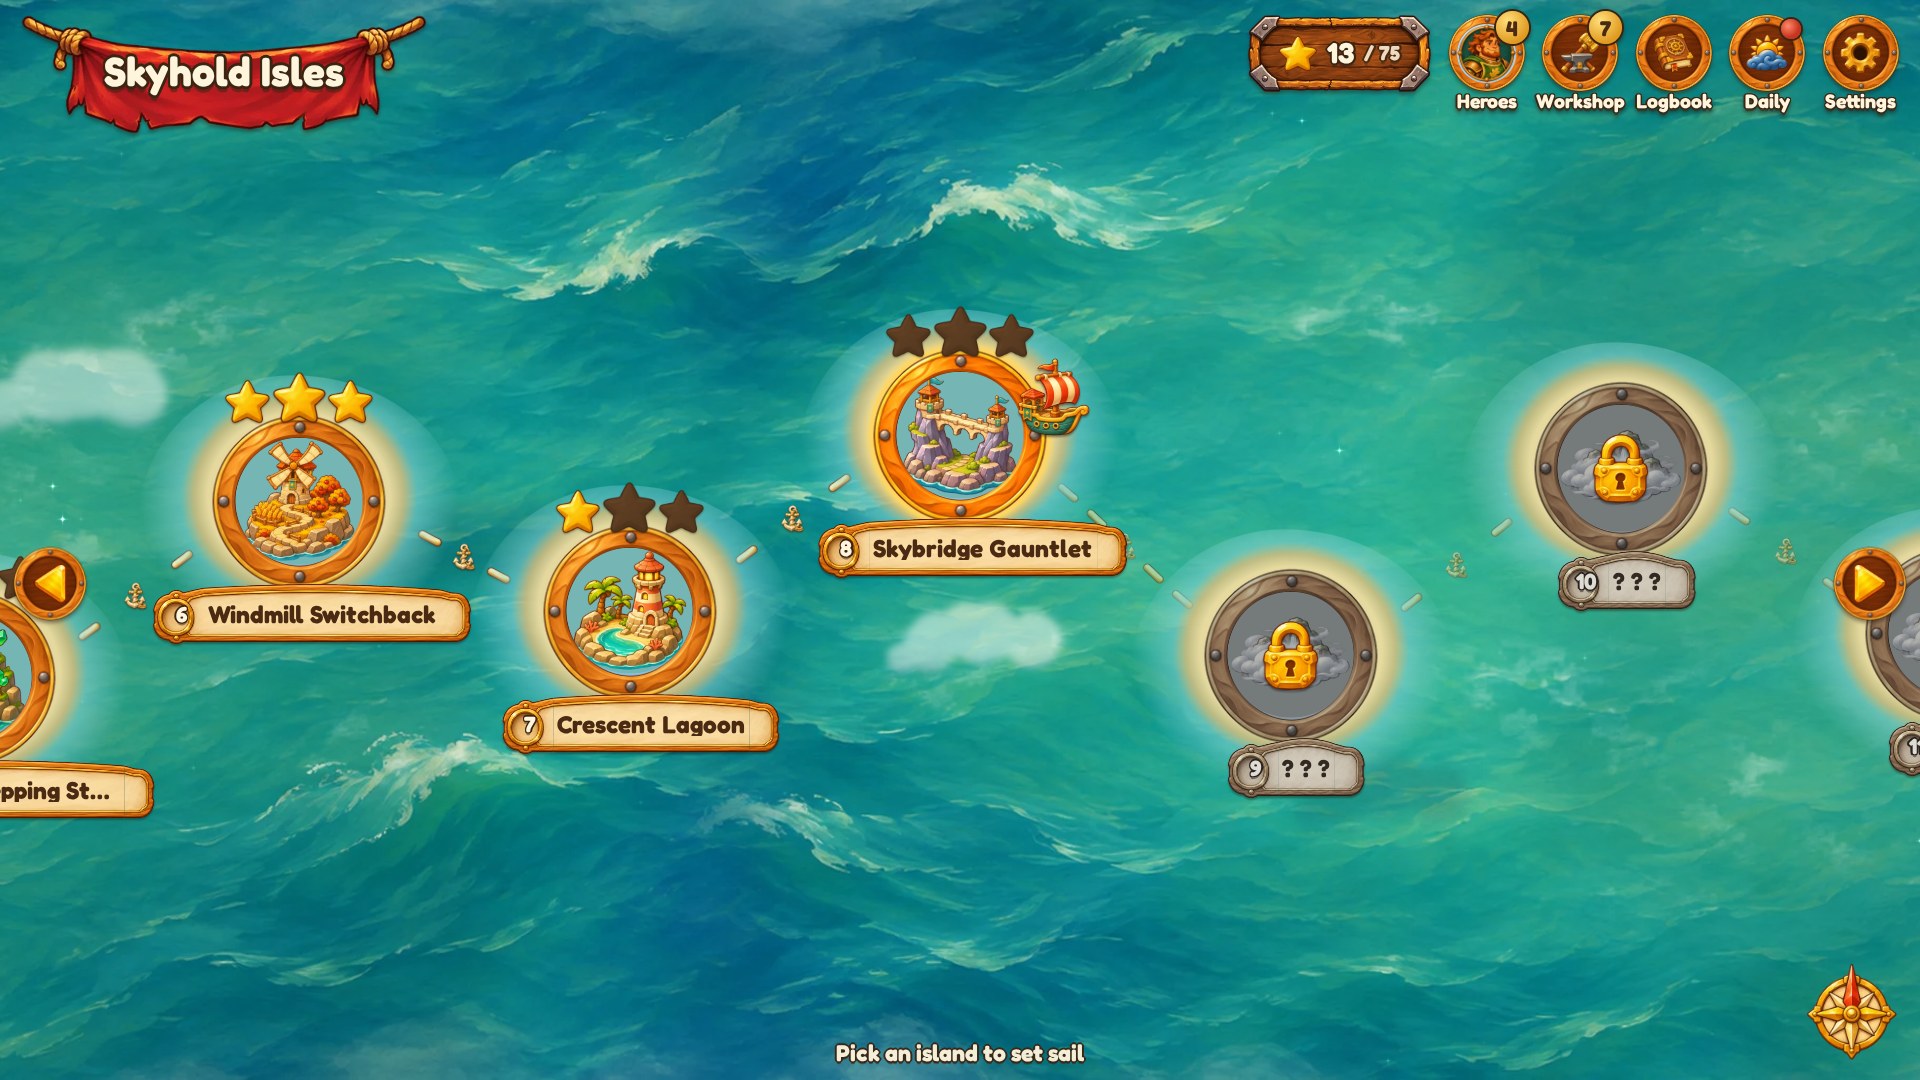 Skyhold Isles
13 / 75
4
7
Heroes
Workshop
Logbook
Daily
Settings
8 Skybridge Gauntlet
10 ? ? ?
6 Windmill Switchback
7 Crescent Lagoon
9 ? ? ?
pping St...
Pick an island to set sail